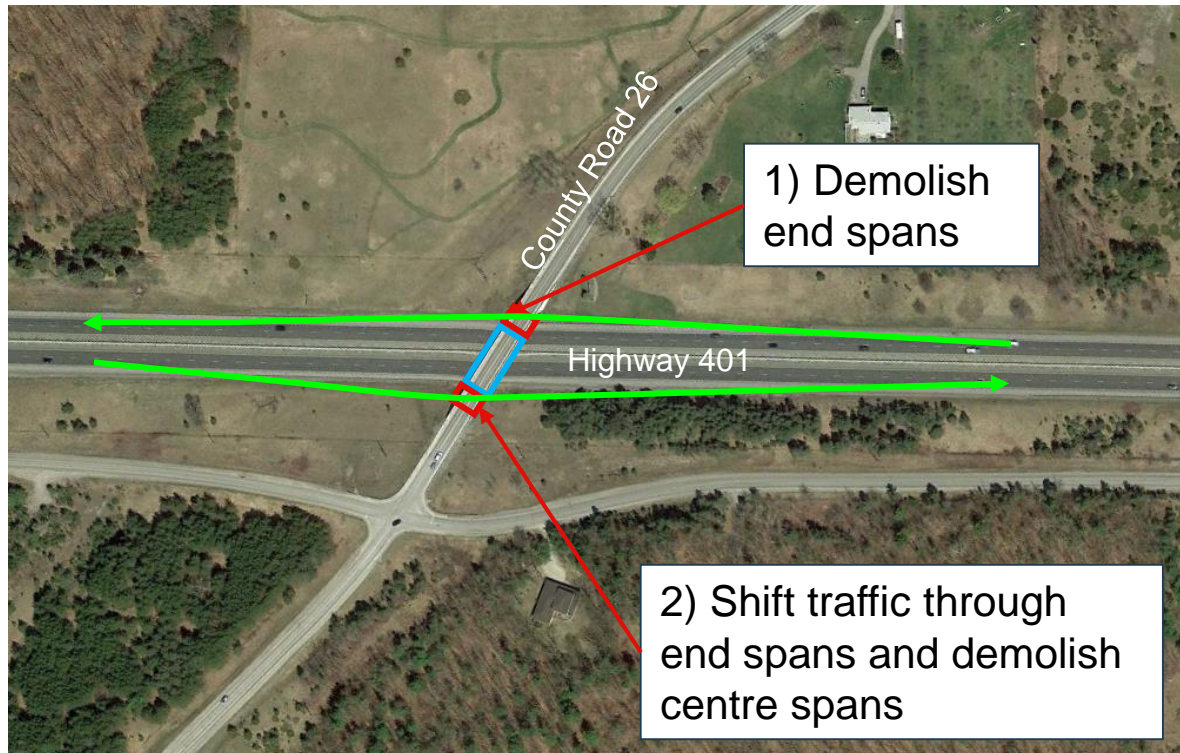 County Road 26
1) Demolish
end spans
Highway 401
2) Shift traffic through
end spans and demolish
centre spans